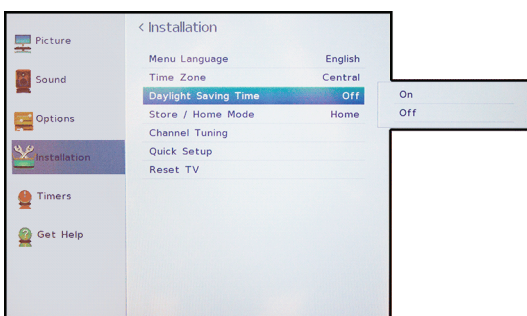 Picture
Sound
Options
Installation
Timers
Get Help
< Installation
Menu Language English
Time Zone Central
Daylight Saving Time Off
Store / Home Mode Home
Channel Tuning
Quick Setup
Reset TV
On
Off